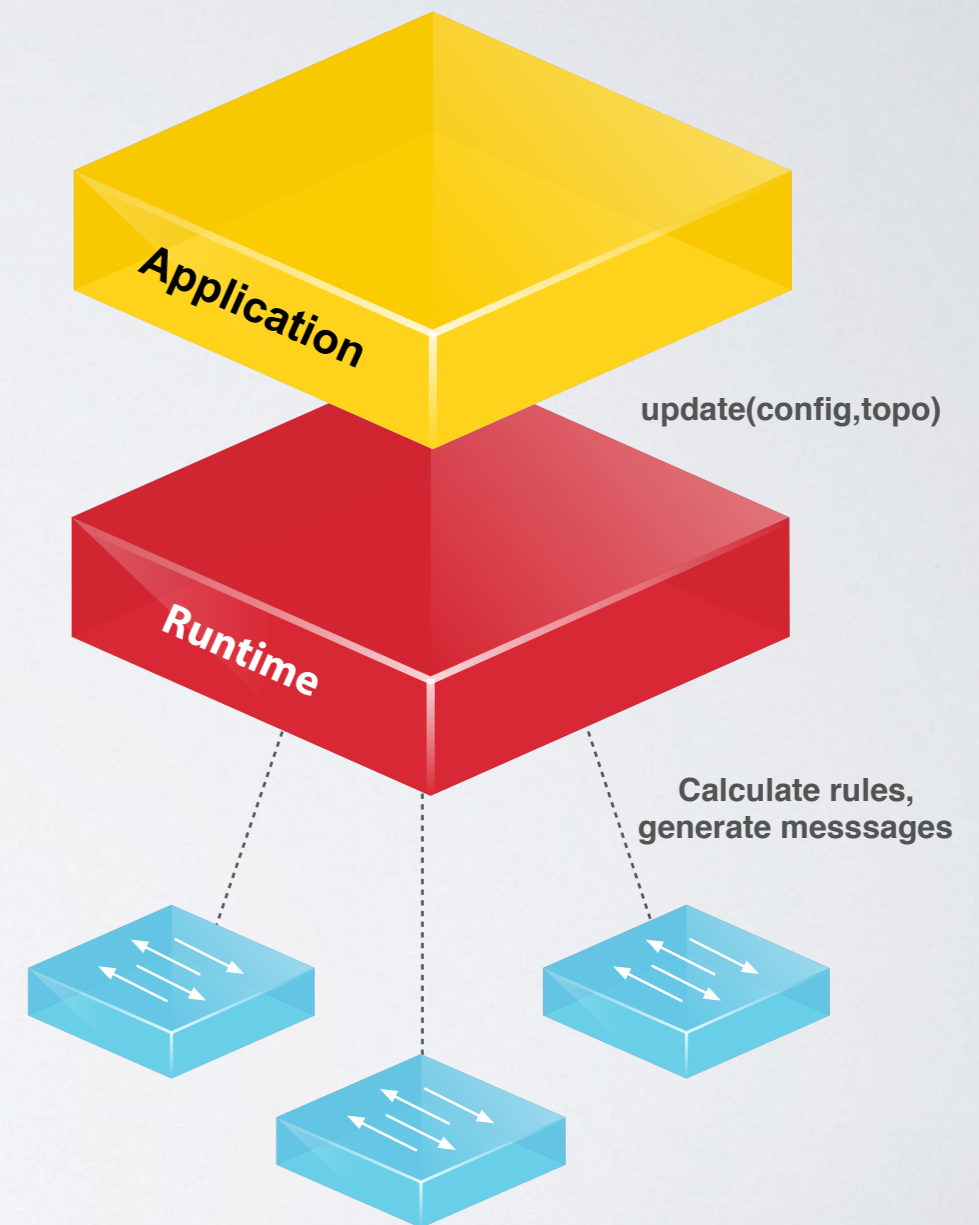 Application
update(config,topo)
Runtime
Calculate rules,
generate messsages